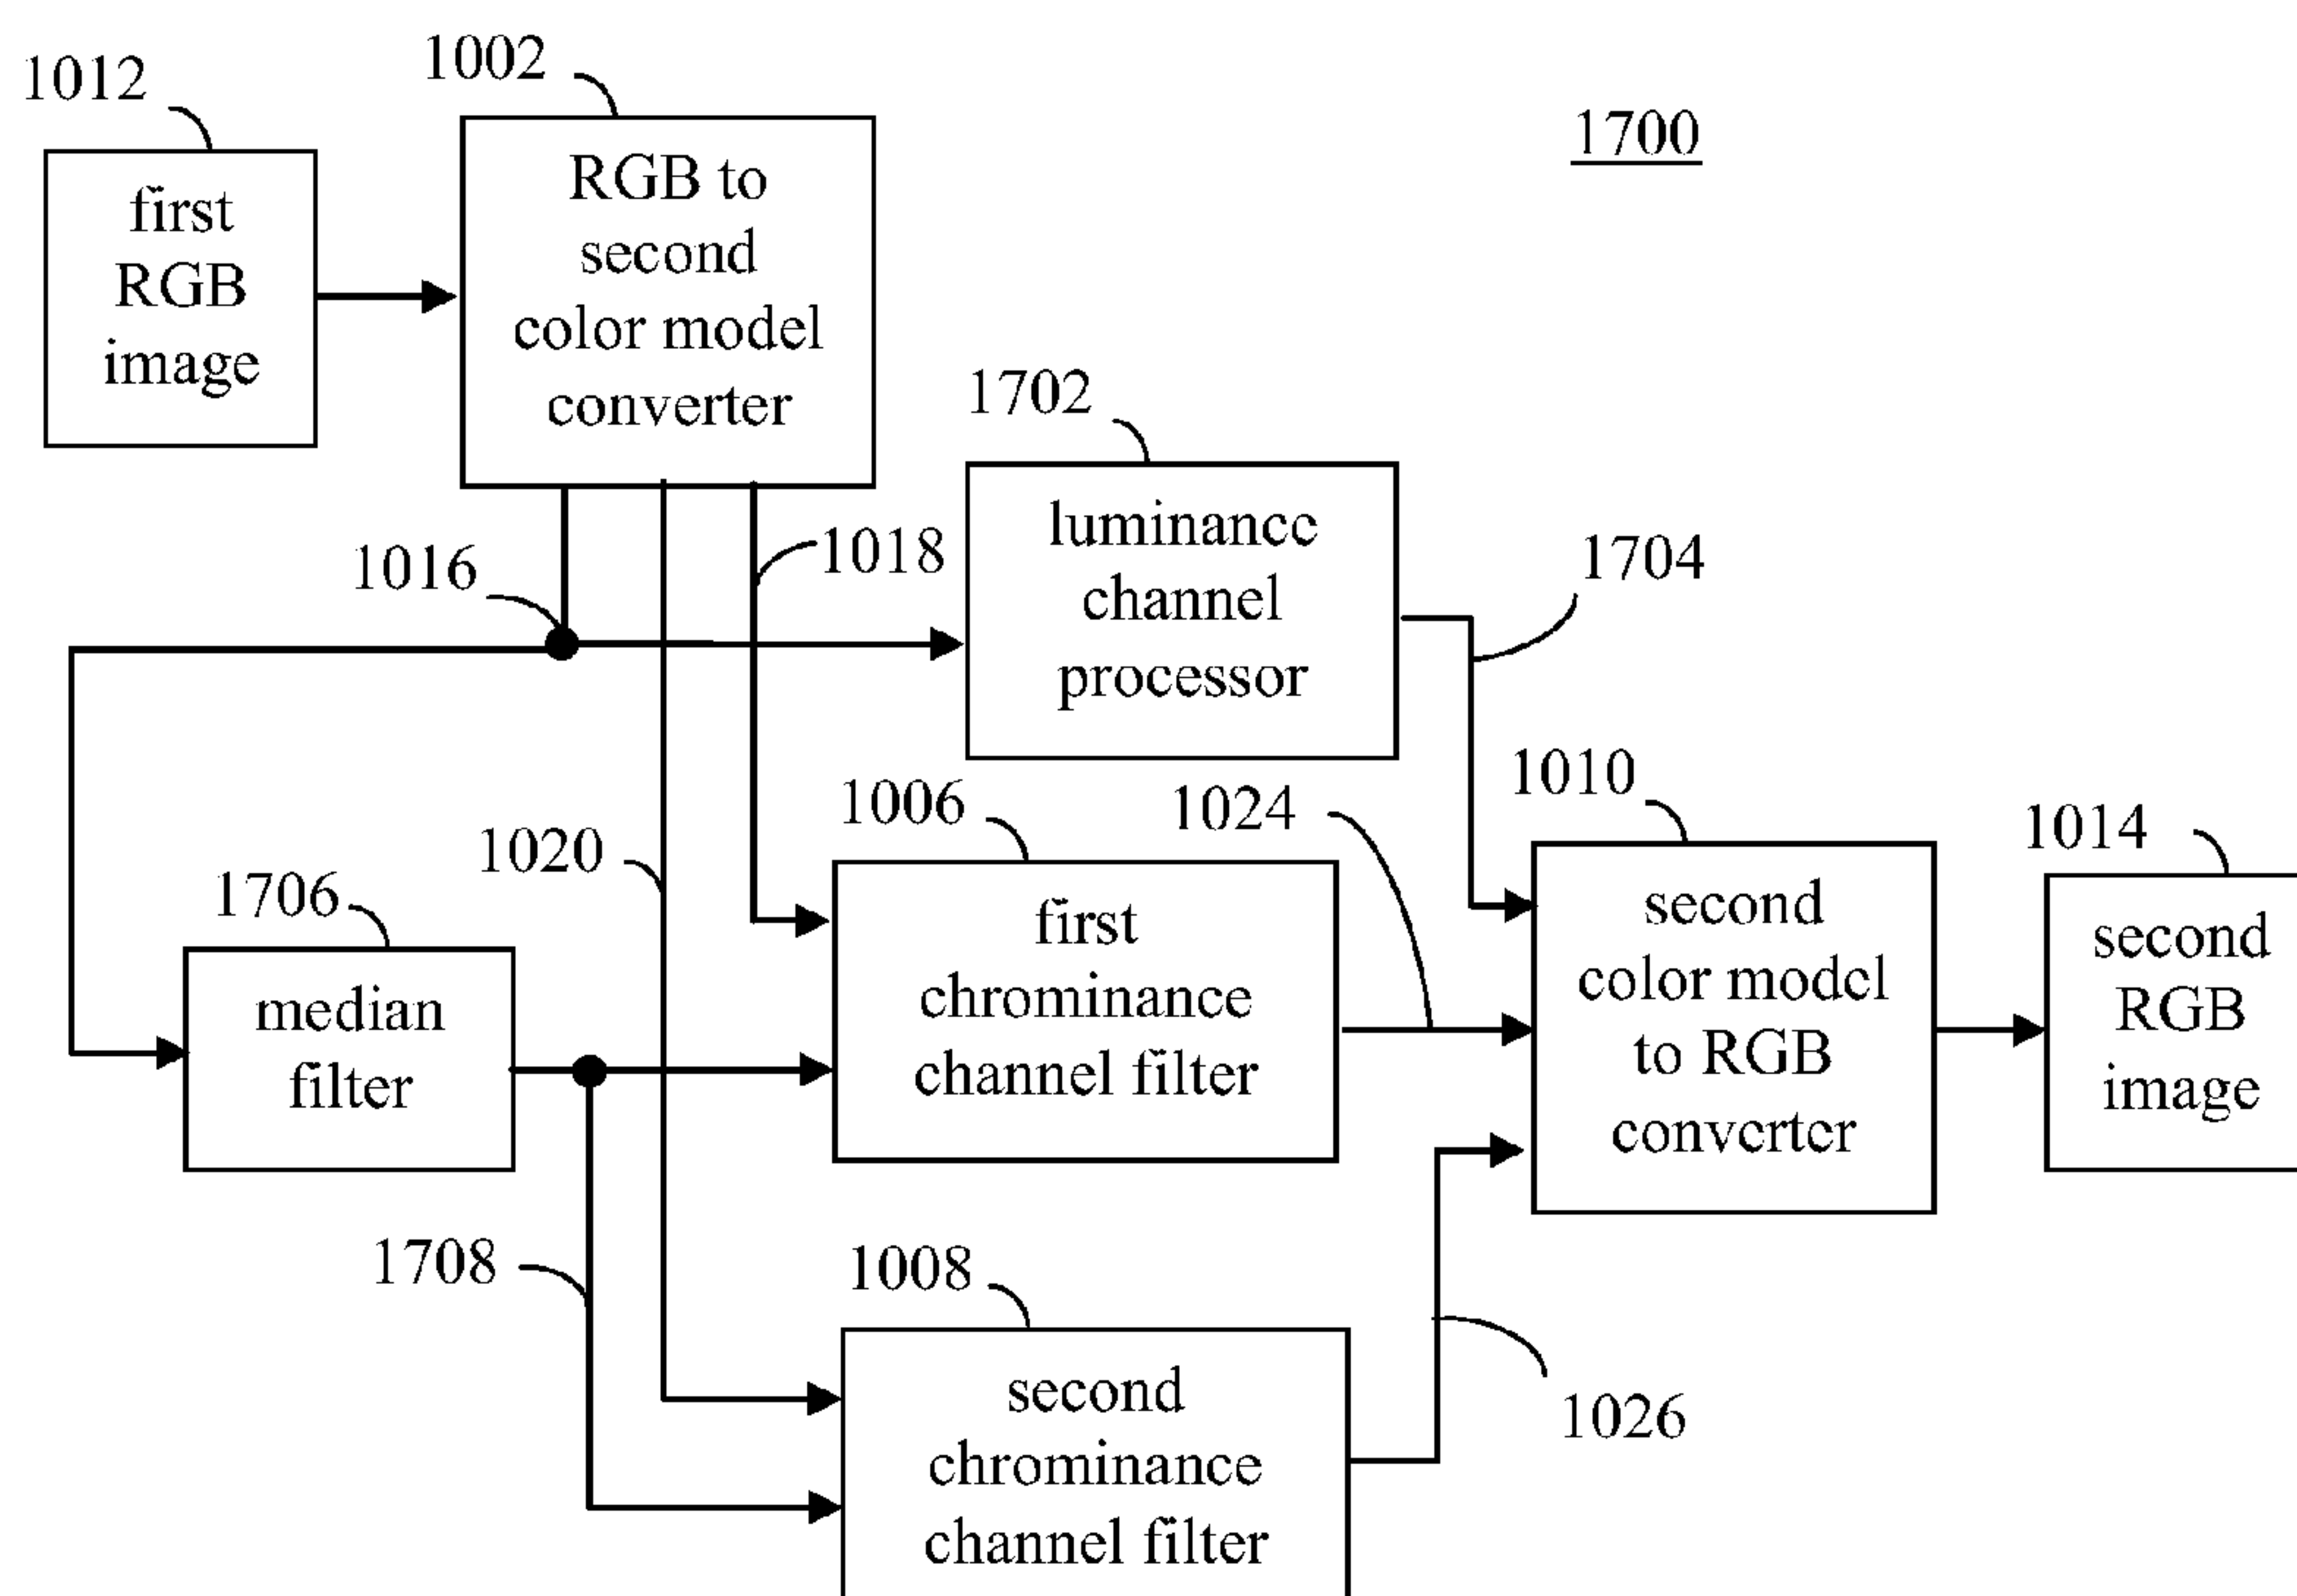 1012
1002
1700
first
RGB
image
RGB to
second
color model
converter
1702
luminance
channel
processor
1016
1018
1704
1010
1014
1006
1024
1020
1706
median
filter
first
chrominance
channel filter
second
color model
to RGB
converter
second
RGB
image
1708
1008
1026
second
chrominance
channel filter